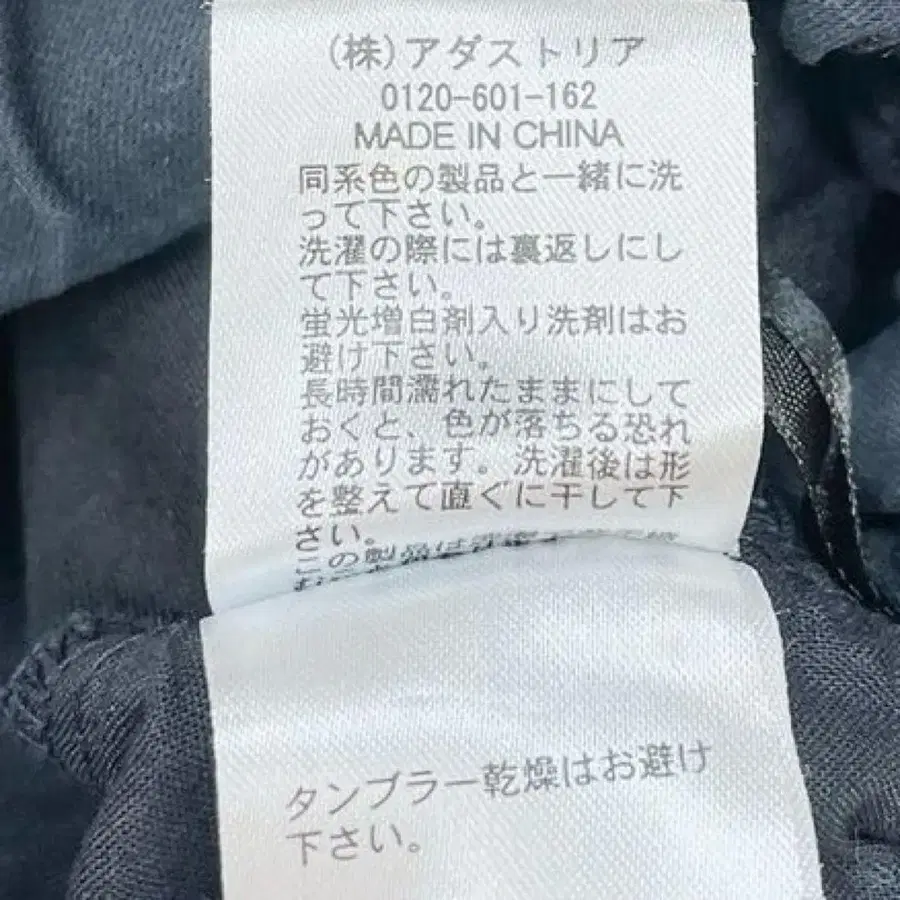 (株)アダストリア
0120-601-162
MADE IN CHINA
同系色の製品と一緒に洗
って下さい。
洗濯の際には裏返しにし
て下さい。
蛍光増白剤入り洗剤はお
避け下さい。
長時間濡れたままにして
おくと、色が落ちる恐れ
があります。洗濯後は形
を整えて直ぐに干して下
さい。
この製品は
タンブラー乾燥はお避け
下さい。